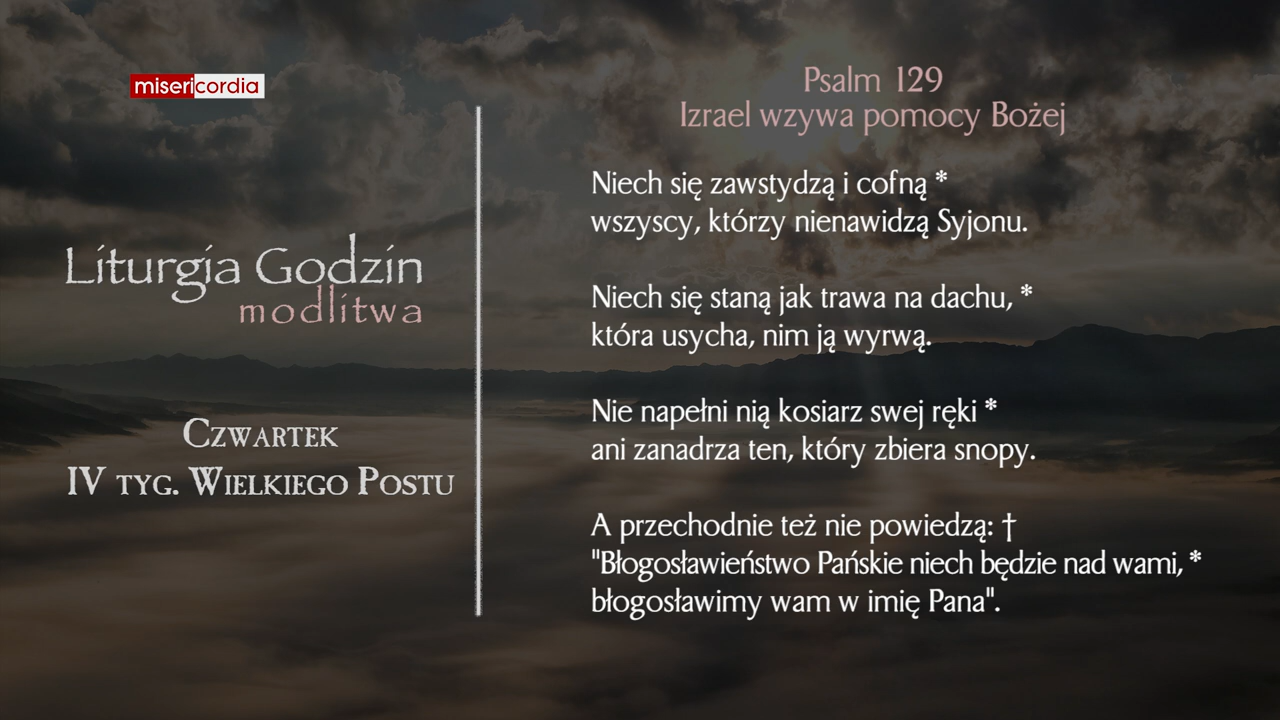 misericordia
Liturgia Godzin
modlitwa
Czwartek
IV tyg. Wielkiego Postu
Psalm 129
Izrael wzywa pomocy Bożej
Niech się zawstydzą i cofną *
wszyscy, którzy nienawidzą Syjonu.
Niech się staną jak trawa na dachu, *
która usycha, nim ją wyrwą.
Nie napełni nią kosiarz swej ręki *
ani zanadrza ten, który zbiera snopy.
A przechodnie też nie powiedzą: †
"Błogosławieństwo Pańskie niech będzie nad wami, *
błogosławimy wam w imię Pana".